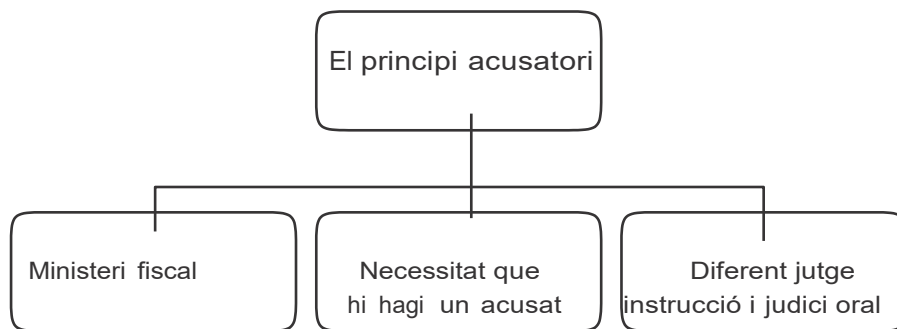 El principi acusatori
Ministeri fiscal
Necessitat que
hi hagi un acusat
Diferent jutge
instrucció i judici oral